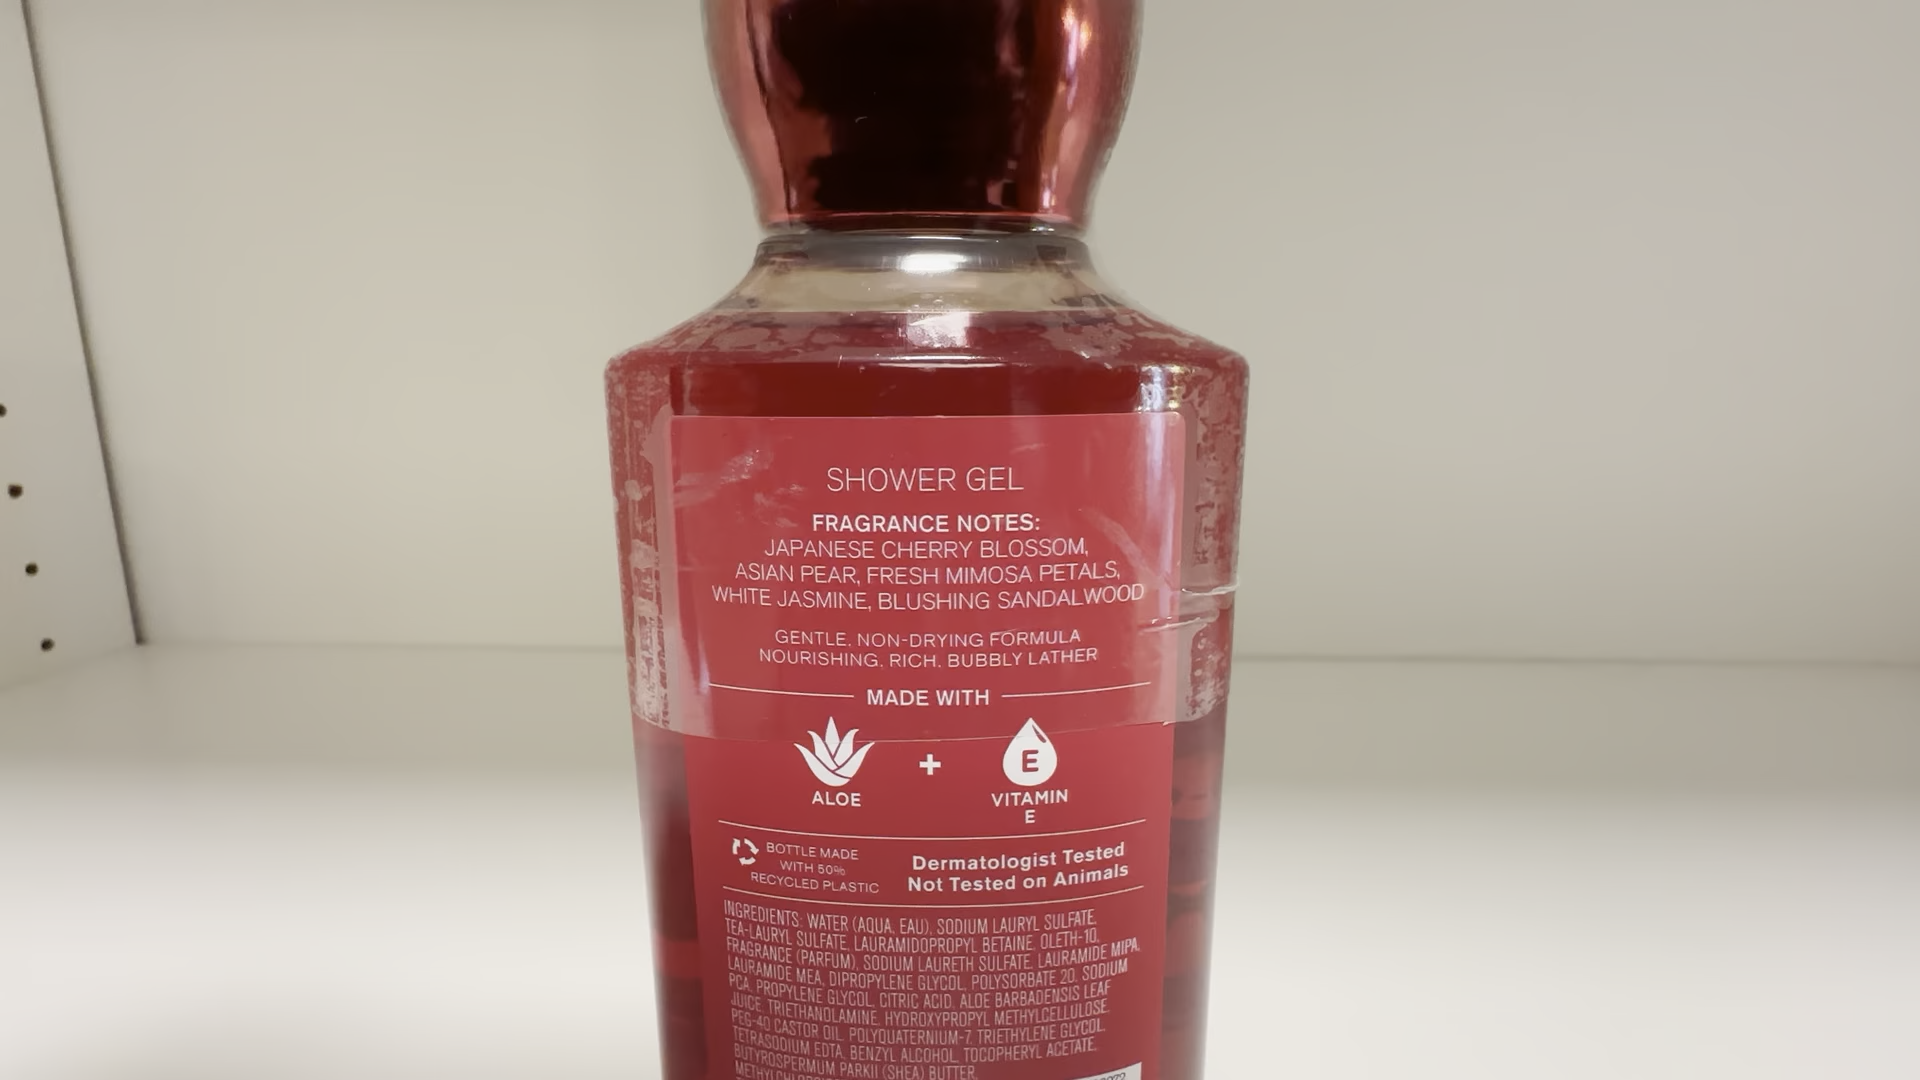 SHOWER GEL
FRAGRANCE NOTES:
JAPANESE CHERRY BLOSSOM,
ASIAN PEAR, FRESH MIMOSA PETALS,
WHITE JASMINE, BLUSHING SANDALWOOD
GENTLE, NON-DRYING FORMULA
NOURISHING, RICH, BUBBLY LATHER
MADE WITH
ALOE
+
E
VITAMIN
E
BOTTLE MADE
WITH 50%
RECYCLED PLASTIC
Dermatologist Tested
Not Tested on Animals
INGREDIENTS: WATER (AQUA, EAU), SODIUM LAURYL SULFATE,
TEA-LAURYL SULFATE, LAURAMIDOPROPYL BETAINE, OLETH-10,
FRAGRANCE (PARFUM), SODIUM LAURETH SULFATE, LAURAMIDE MIPA,
LAURAMIDE MEA, DIPROPYLENE GLYCOL, POLYSORBATE 20, SODIUM
PCA, PROPYLENE GLYCOL, CITRIC ACID, ALOE BARBADENSIS LEAF
JUICE, TRIETHANOLAMINE, HYDROXYPROPYL METHYLCELLULOSE,
PEG-40 CASTOR OIL, POLYQUATERNIUM-7, TRIETHYLENE GLYCOL,
TETRASODIUM EDTA, BENZYL ALCOHOL, TOCOPHERYL ACETATE,
BUTYROSPERMUM PARKII (SHEA) BUTTER,